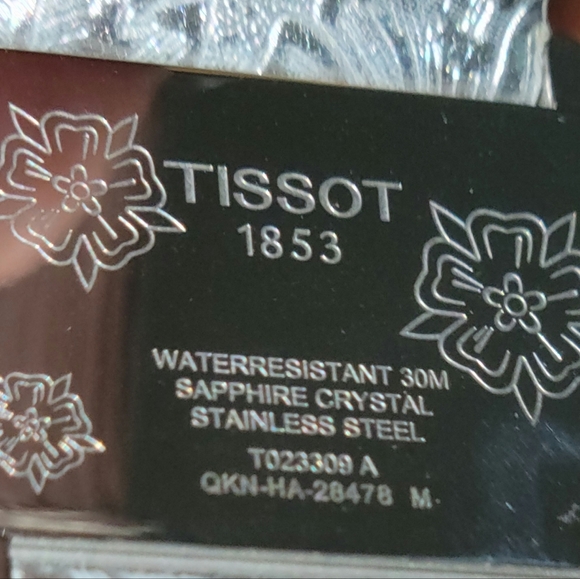 TISSOT
1853
WATERRESISTANT 30M
SAPPHIRE CRYSTAL
STAINLESS STEEL
T023309 A
QKN-HA-28478 M